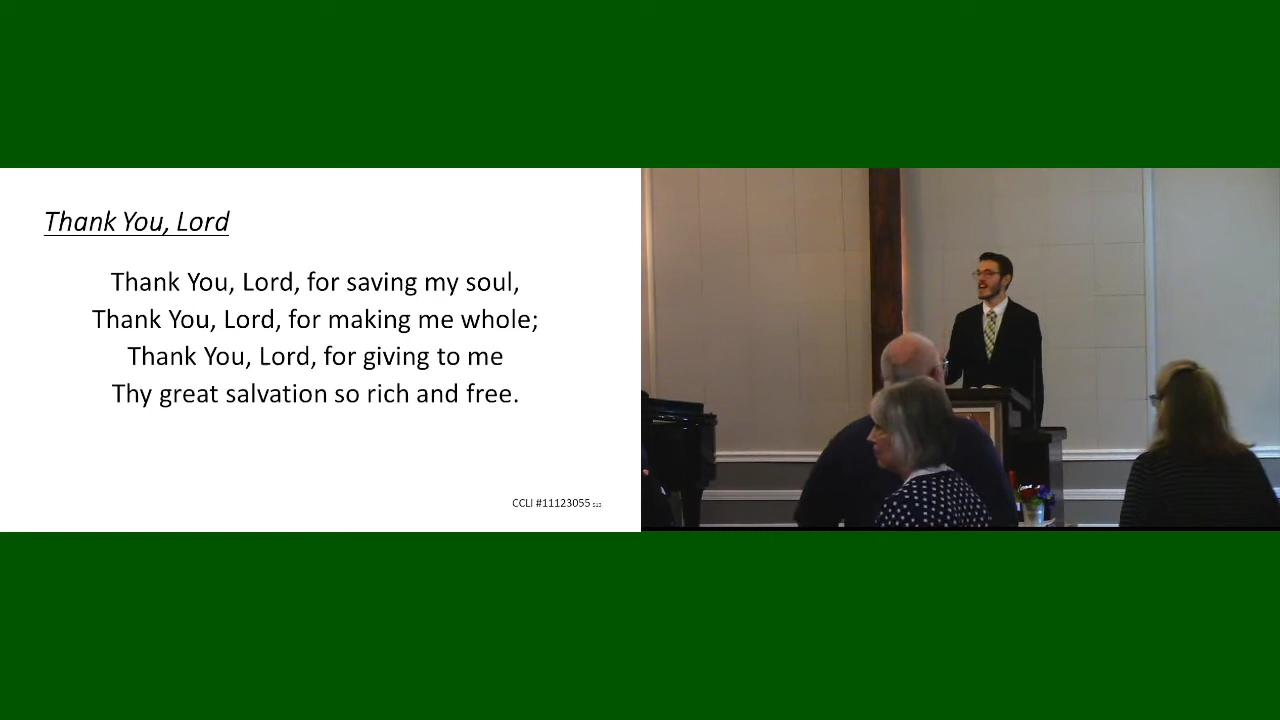 Thank You, Lord
Thank You, Lord, for saving my soul,
Thank You, Lord, for making me whole;
Thank You, Lord, for giving to me
Thy great salvation so rich and free.
CCLI #11123055